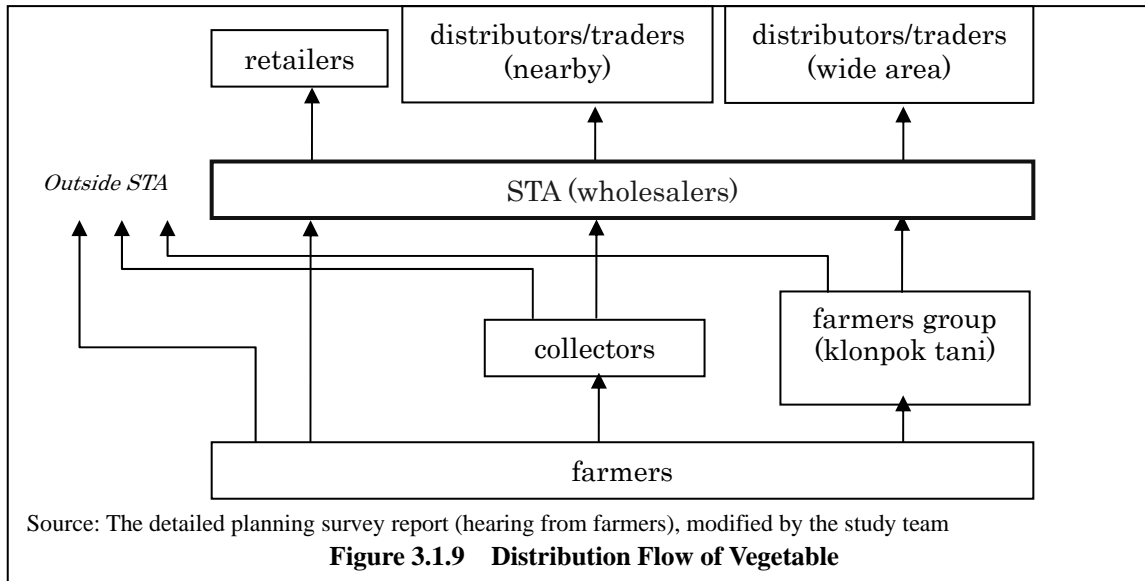 distributors/traders
(nearby)
distributors/traders
(wide area)
retailers
Outside STA
STA (wholesalers)
farmers group
(klonpok tani)
collectors
farmers
Source: The detailed planning survey report (hearing from farmers), modified by the study team
Figure 3.1.9 Distribution Flow of Vegetable